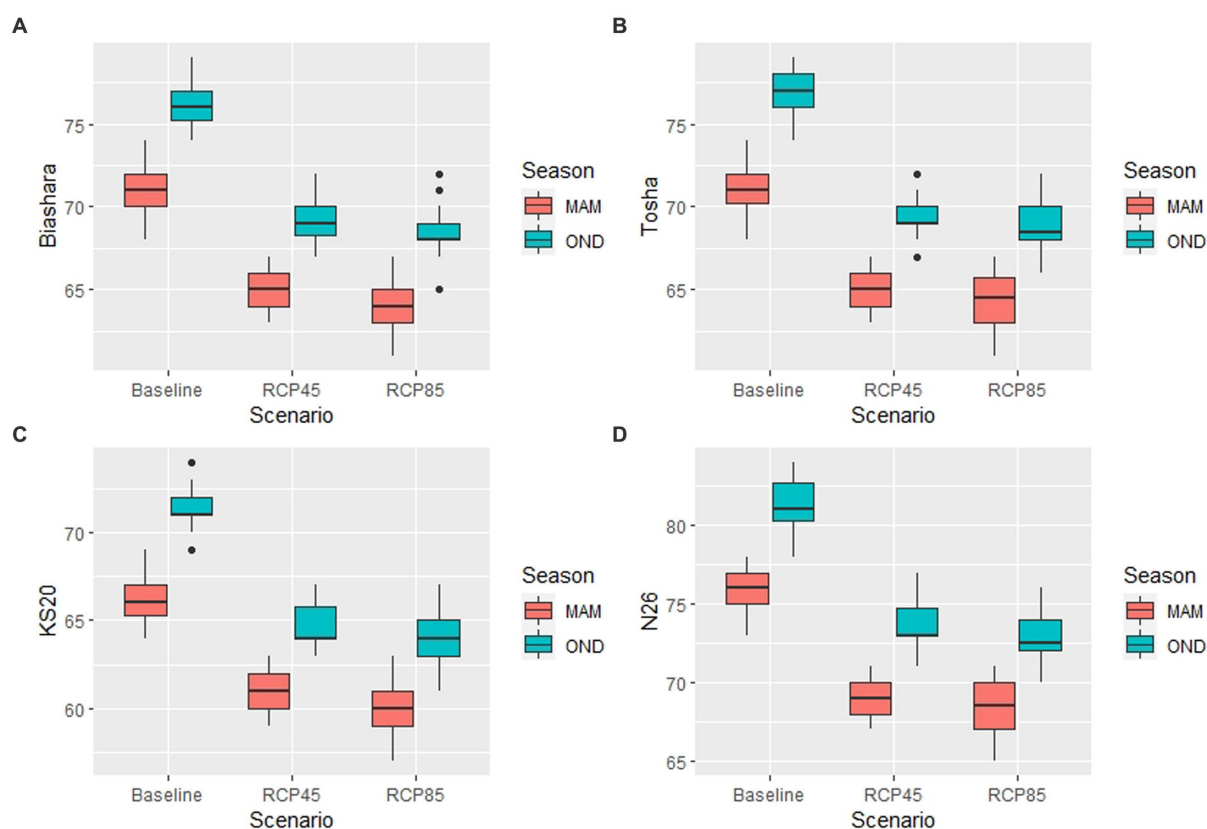 A
Biashara
75
70
65
Baseline
RCP45
RCP85
Scenario
Season
MAM
OND
B
Tosha
75
70
65
Baseline
RCP45
RCP85
Scenario
Season
MAM
OND
C
KS20
70
65
60
Baseline
RCP45
RCP85
Scenario
Season
MAM
OND
D
N26
80
75
70
65
Baseline
RCP45
RCP85
Scenario
Season
MAM
OND